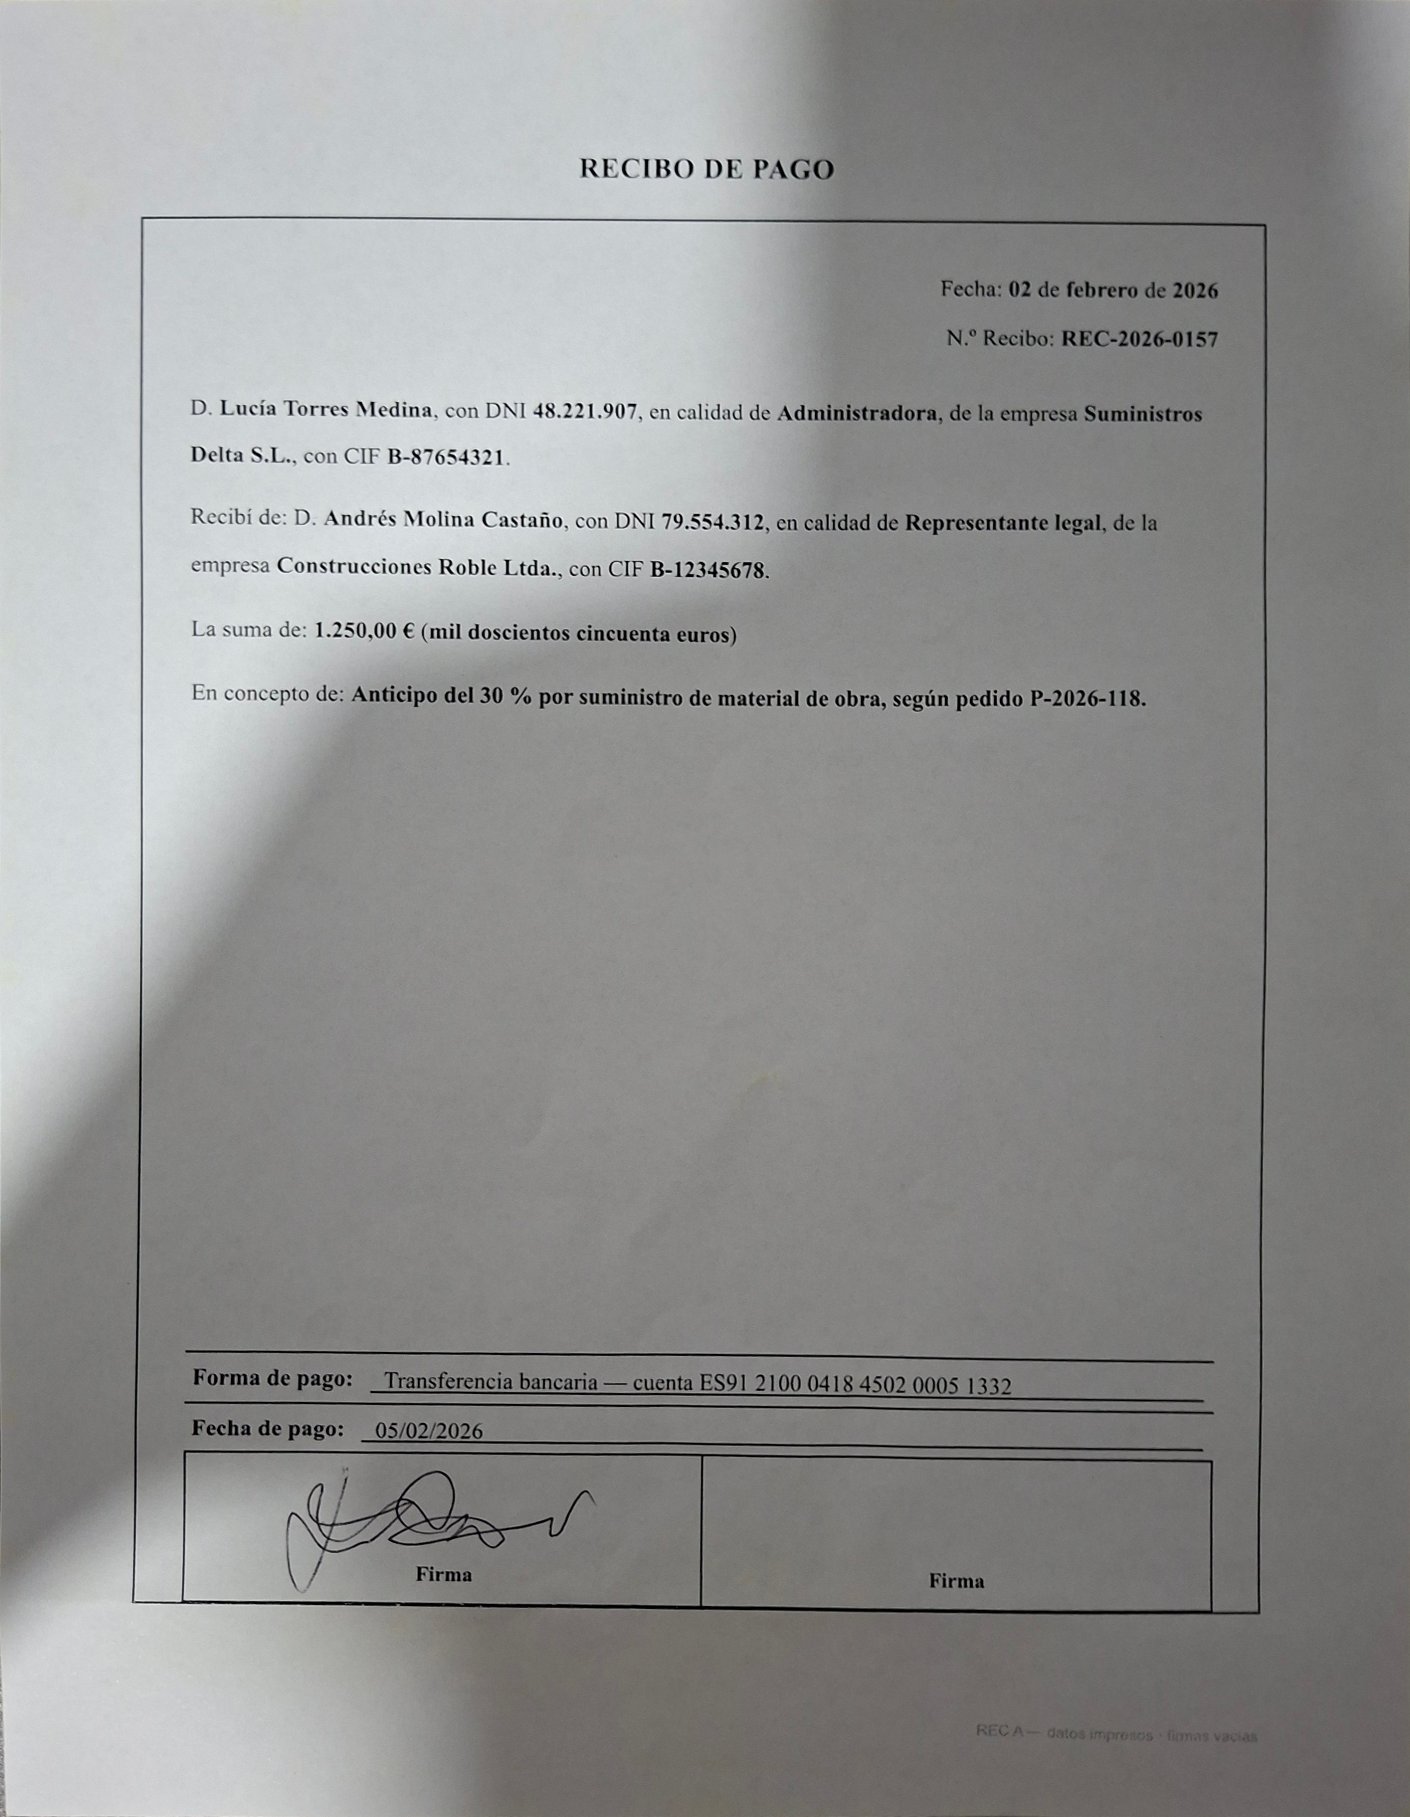 RECIBO DE PAGO
Fecha: 02 de febrero de 2026
N.º Recibo: REC-2026-0157
D. Lucía Torres Medina, con DNI 48.221.907, en calidad de Administradora, de la empresa Suministros
Delta S.L., con CIF B-87654321.
Recibí de: D. Andrés Molina Castaño, con DNI 79.554.312, en calidad de Representante legal, de la
empresa Construcciones Roble Ltda., con CIF B-12345678.
La suma de: 1.250,00 € (mil doscientos cincuenta euros)
En concepto de: Anticipo del 30 % por suministro de material de obra, según pedido P-2026-118.
Forma de pago: Transferencia bancaria — cuenta ES91 2100 0418 4502 0005 1332
Fecha de pago: 05/02/2026
Firma
Firma
REC A — datos impresos · firmas vacías